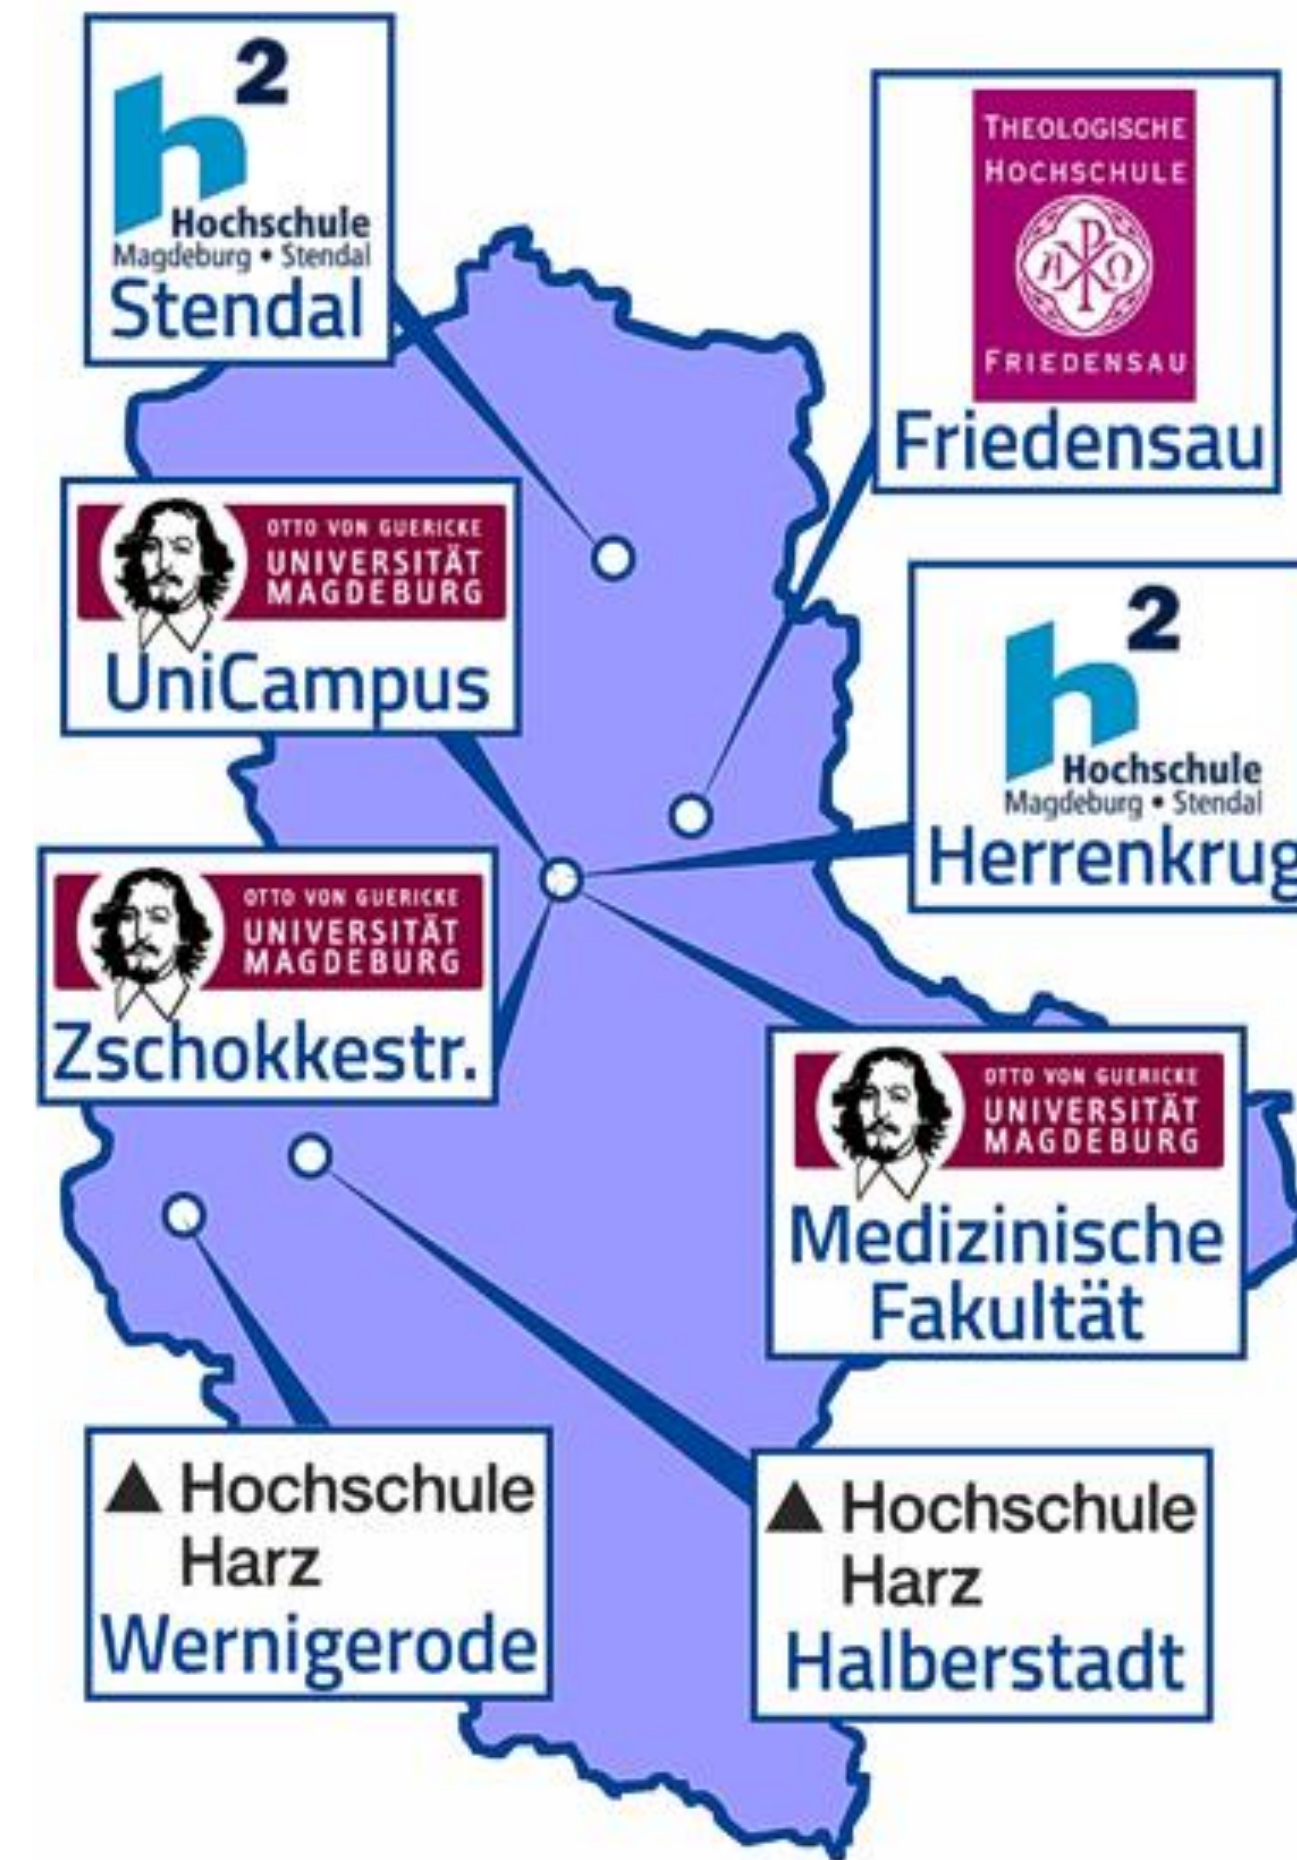 h²
Hochschule
Magdeburg • Stendal
Stendal
THEOLOGISCHE
HOCHSCHULE
A P Ω
FRIEDENSAU
Friedensau
OTTO VON GUERICKE
UNIVERSITÄT
MAGDEBURG
UniCampus
h²
Hochschule
Magdeburg • Stendal
Herrenkrug
OTTO VON GUERICKE
UNIVERSITÄT
MAGDEBURG
Zschokkestr.
OTTO VON GUERICKE
UNIVERSITÄT
MAGDEBURG
Medizinische
Fakultät
Hochschule
Harz
Wernigerode
Hochschule
Harz
Halberstadt